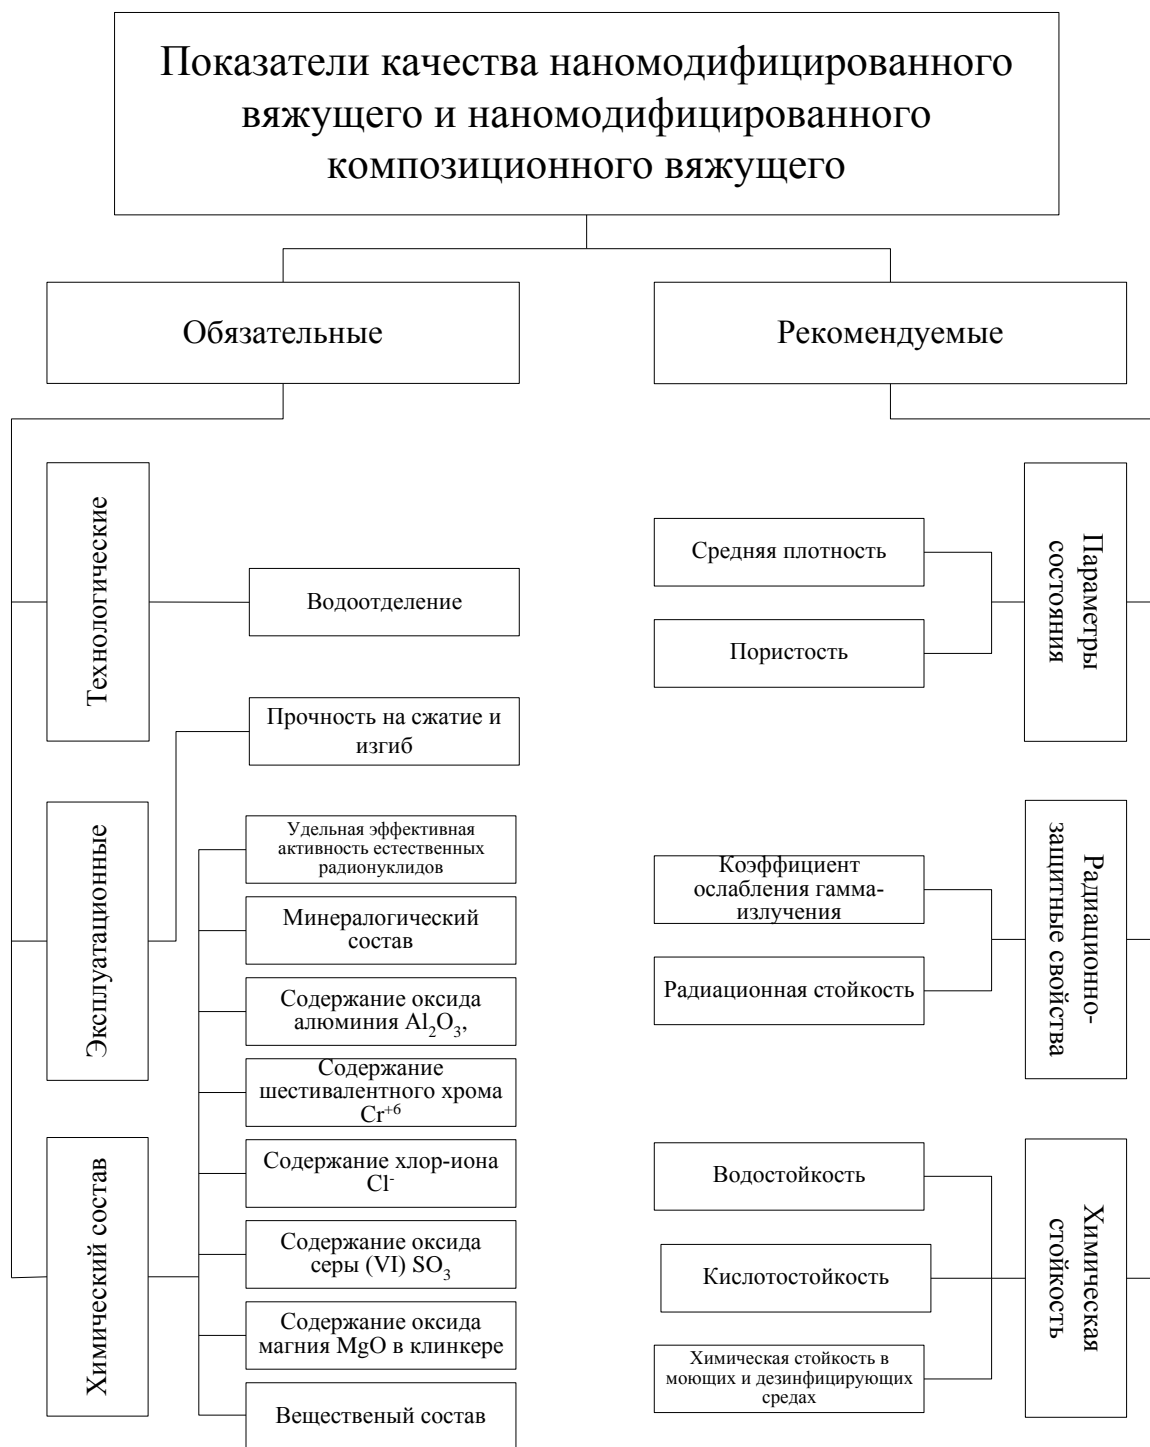 Показатели качества наномодифицированного
вяжущего и наномодифицированного
композиционного вяжущего
Обязательные
Рекомендуемые
Технологические
Водоотделение
Эксплуатационные
Прочность на сжатие и
изгиб
Химический состав
Удельная эффективная
активность естественных
радионуклидов
Минералогический
состав
Содержание оксида
алюминия Al₂O₃,
Содержание
шестивалентного хрома
Cr⁺⁶
Содержание хлор-иона
Cl⁻
Содержание оксида
серы (VI) SO₃
Содержание оксида
магния MgO в клинкере
Вещественый состав
Параметры
состояния
Средняя плотность
Пористость
Радиационно-
защитные свойства
Коэффициент
ослабления гамма-
излучения
Радиационная стойкость
Химическая
стойкость
Водостойкость
Кислотостойкость
Химическая стойкость в
моющих и дезинфицирующих
средах